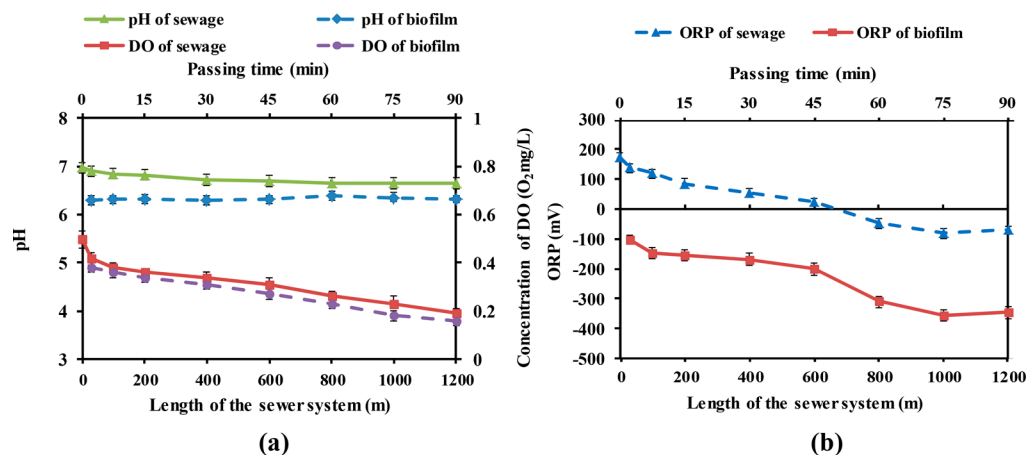 pH of sewage
pH of biofilm
DO of sewage
DO of biofilm
Passing time (min)
0 15 30 45 60 75 90
8
7
6
5
4
3
pH
1
0.8
0.6
0.4
0.2
0
Concentration of DO (O₂mg/L)
0 200 400 600 800 1000 1200
Length of the sewer system (m)
(a)
ORP of sewage
ORP of biofilm
Passing time (min)
0 15 30 45 60 75 90
300
200
100
0
-100
-200
-300
-400
-500
ORP (mV)
0 200 400 600 800 1000 1200
Length of the sewer system (m)
(b)